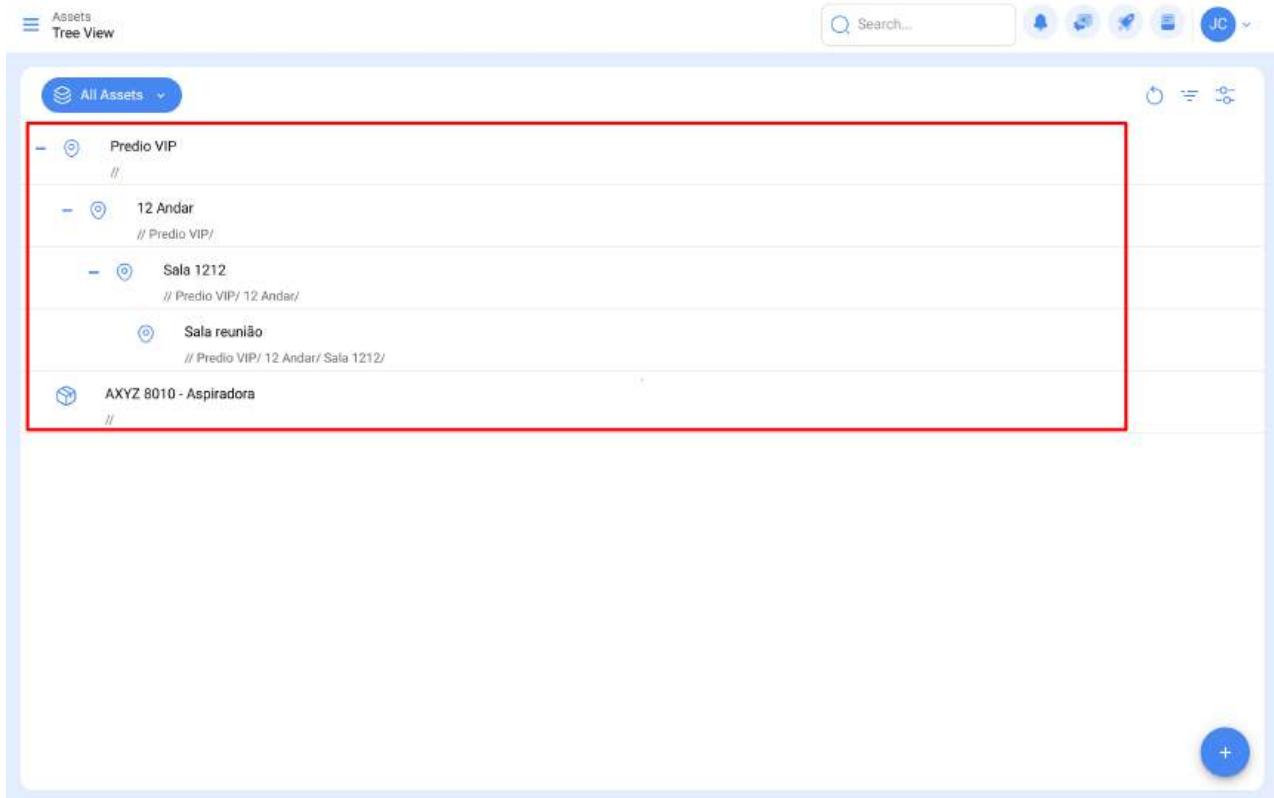 Assets
Tree View
Search...
JC
All Assets
Predio VIP
//
12 Andar
// Predio VIP/
Sala 1212
// Predio VIP/ 12 Andar/
Sala reunião
// Predio VIP/ 12 Andar/ Sala 1212/
AXYZ 8010 - Aspiradora
//